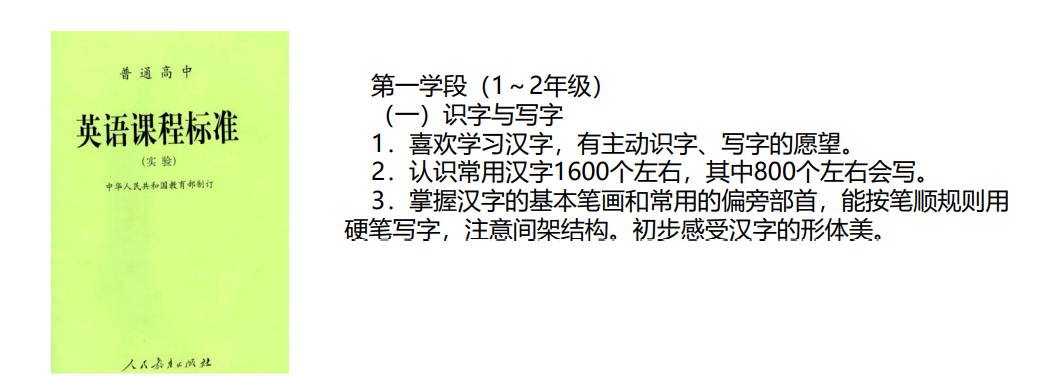 普通高中
英语课程标准
(实验)
中华人民共和国教育部制订
人民教育出版社
第一学段（1～2年级）
（一）识字与写字
1．喜欢学习汉字，有主动识字、写字的愿望。
2．认识常用汉字1600个左右，其中800个左右会写。
3．掌握汉字的基本笔画和常用的偏旁部首，能按笔顺规则用
硬笔写字，注意间架结构。初步感受汉字的形体美。